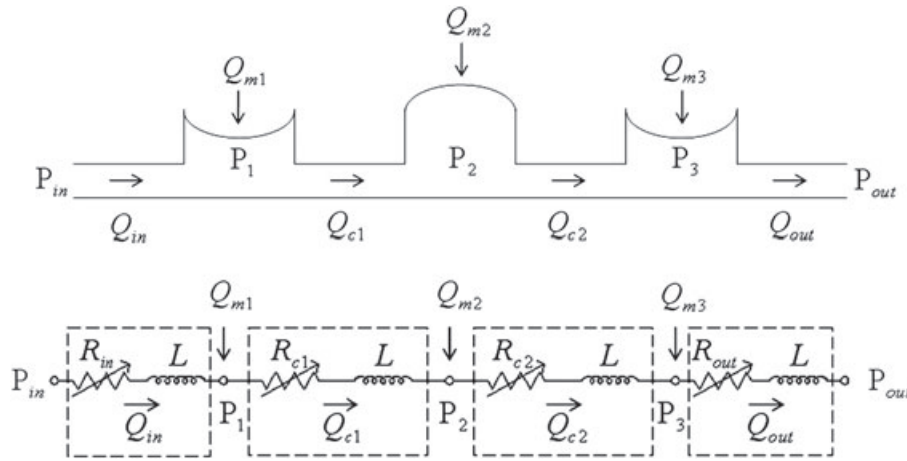 Q_m2
Q_m1 Q_m3
P_1 P_2 P_3
P_in P_out
Q_in Q_c1 Q_c2 Q_out
Q_m1 Q_m2 Q_m3
R_in L R_c1 L R_c2 L R_out L
P_in P_out
Q_in P_1 Q_c1 P_2 Q_c2 P_3 Q_out